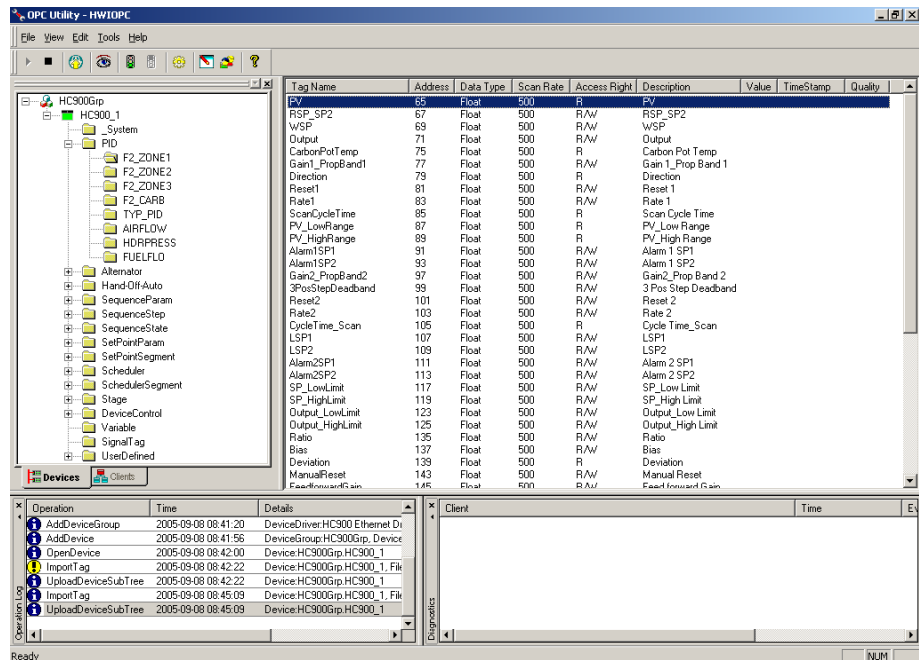 OPC Utility - HWIOPC
File View Edit Tools Help
HC900Grp
HC900_1
_System
PID
F2_ZONE1
F2_ZONE2
F2_ZONE3
F2_CARB
TYP_PID
AIRFLOW
HDRPRESS
FUELFLO
Alternator
Hand-Off-Auto
SequenceParam
SequenceStep
SequenceState
SetPointParam
SetPointSegment
Scheduler
SchedulerSegment
Stage
DeviceControl
Variable
SignalTag
UserDefined
Devices Clients
Tag Name Address Data Type Scan Rate Access Right Description Value TimeStamp Quality
PV 65 Float 500 R PV
RSP_SP2 67 Float 500 R/W RSP_SP2
WSP 69 Float 500 R/W WSP
Output 71 Float 500 R/W Output
CarbonPotTemp 75 Float 500 R Carbon Pot Temp
Gain1_PropBand1 77 Float 500 R/W Gain 1_Prop Band 1
Direction 79 Float 500 R Direction
Reset1 81 Float 500 R/W Reset 1
Rate1 83 Float 500 R/W Rate 1
ScanCycleTime 85 Float 500 R Scan Cycle Time
PV_LowRange 87 Float 500 R PV_Low Range
PV_HighRange 89 Float 500 R PV_High Range
Alarm1SP1 91 Float 500 R/W Alarm 1 SP1
Alarm1SP2 93 Float 500 R/W Alarm 1 SP2
Gain2_PropBand2 97 Float 500 R/W Gain2_Prop Band 2
3PosStepDeadband 99 Float 500 R/W 3 Pos Step Deadband
Reset2 101 Float 500 R/W Reset 2
Rate2 103 Float 500 R/W Rate 2
CycleTime_Scan 105 Float 500 R Cycle Time_Scan
LSP1 107 Float 500 R/W LSP1
LSP2 109 Float 500 R/W LSP2
Alarm2SP1 111 Float 500 R/W Alarm 2 SP1
Alarm2SP2 113 Float 500 R/W Alarm 2 SP2
SP_LowLimit 117 Float 500 R/W SP_Low Limit
SP_HighLimit 119 Float 500 R/W SP_High Limit
Output_LowLimit 123 Float 500 R/W Output_Low Limit
Output_HighLimit 125 Float 500 R/W Output_High Limit
Ratio 135 Float 500 R/W Ratio
Bias 137 Float 500 R/W Bias
Deviation 139 Float 500 R Deviation
ManualReset 143 Float 500 R/W Manual Reset
FeedforwardGain 145 Float 500 R/W Feed forward Gain
Operation Time Details
AddDeviceGroup 2005-09-08 08:41:20 DeviceDriver:HC900 Ethernet
AddDevice 2005-09-08 08:41:56 DeviceGroup:HC900Grp, Device
OpenDevice 2005-09-08 08:42:00 Device:HC900Grp.HC900_1
ImportTag 2005-09-08 08:42:22 Device:HC900Grp.HC900_1, File
UploadDeviceSubTree 2005-09-08 08:42:22 Device:HC900Grp.HC900_1
ImportTag 2005-09-08 08:45:09 Device:HC900Grp.HC900_1, File
UploadDeviceSubTree 2005-09-08 08:45:09 Device:HC900Grp.HC900_1
Operation Log
Client Time
Diagnostics
Ready NUM